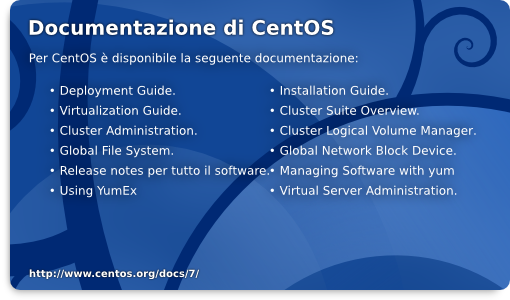 Documentazione di CentOS
Per CentOS è disponibile la seguente documentazione:
• Deployment Guide.
• Virtualization Guide.
• Cluster Administration.
• Global File System.
• Release notes per tutto il software.
• Using YumEx
• Installation Guide.
• Cluster Suite Overview.
• Cluster Logical Volume Manager.
• Global Network Block Device.
• Managing Software with yum
• Virtual Server Administration.
http://www.centos.org/docs/7/